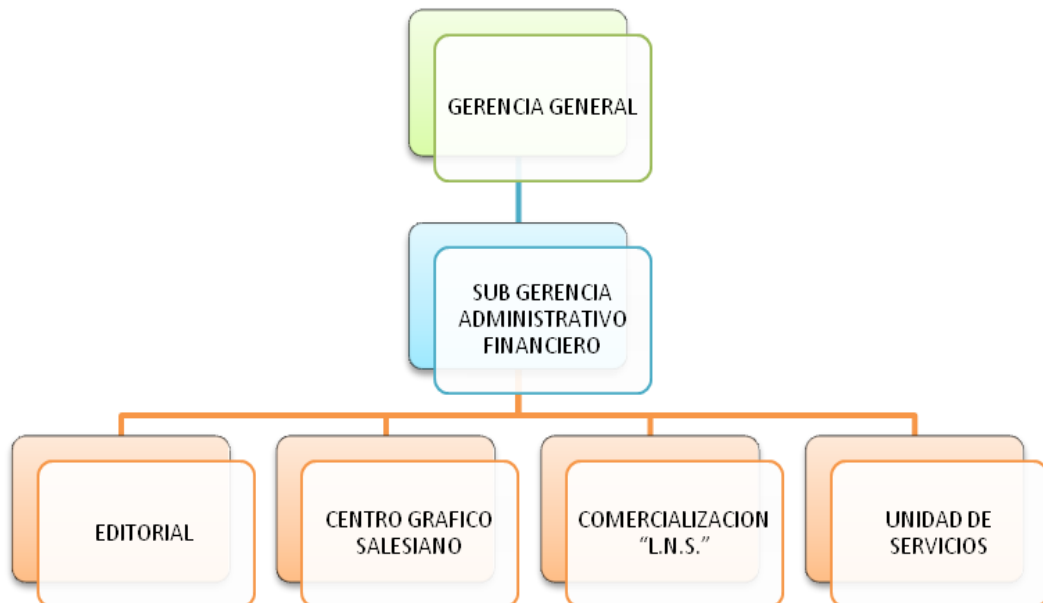 GERENCIA GENERAL
SUB GERENCIA
ADMINISTRATIVO
FINANCIERO
EDITORIAL
CENTRO GRAFICO
SALESIANO
COMERCIALIZACION
“L.N.S.”
UNIDAD DE
SERVICIOS